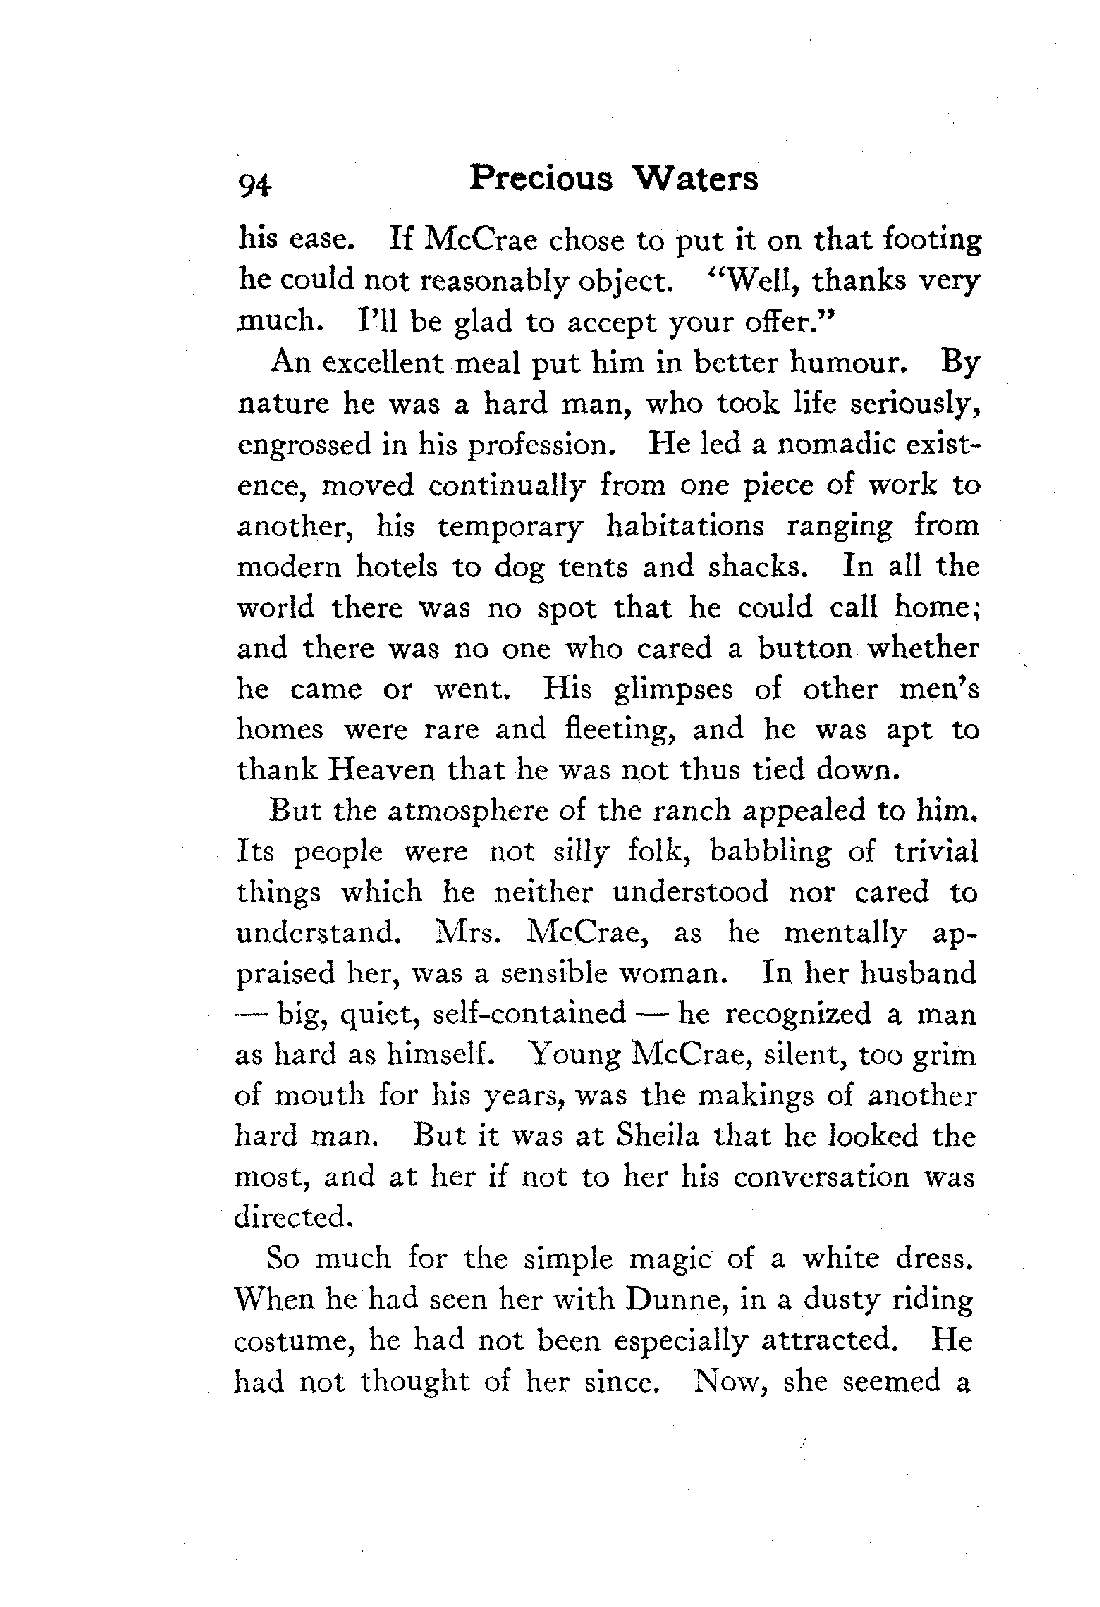 94 Precious Waters
his ease. If McCrae chose to put it on that footing
he could not reasonably object. "Well, thanks very
much. I'll be glad to accept your offer."
An excellent meal put him in better humour. By
nature he was a hard man, who took life seriously,
engrossed in his profession. He led a nomadic exist-
ence, moved continually from one piece of work to
another, his temporary habitations ranging from
modern hotels to dog tents and shacks. In all the
world there was no spot that he could call home;
and there was no one who cared a button whether
he came or went. His glimpses of other men's
homes were rare and fleeting, and he was apt to
thank Heaven that he was not thus tied down.
But the atmosphere of the ranch appealed to him.
Its people were not silly folk, babbling of trivial
things which he neither understood nor cared to
understand. Mrs. McCrae, as he mentally ap-
praised her, was a sensible woman. In her husband
— big, quiet, self-contained — he recognized a man
as hard as himself. Young McCrae, silent, too grim
of mouth for his years, was the makings of another
hard man. But it was at Sheila that he looked the
most, and at her if not to her his conversation was
directed.
So much for the simple magic of a white dress.
When he had seen her with Dunne, in a dusty riding
costume, he had not been especially attracted. He
had not thought of her since. Now, she seemed a